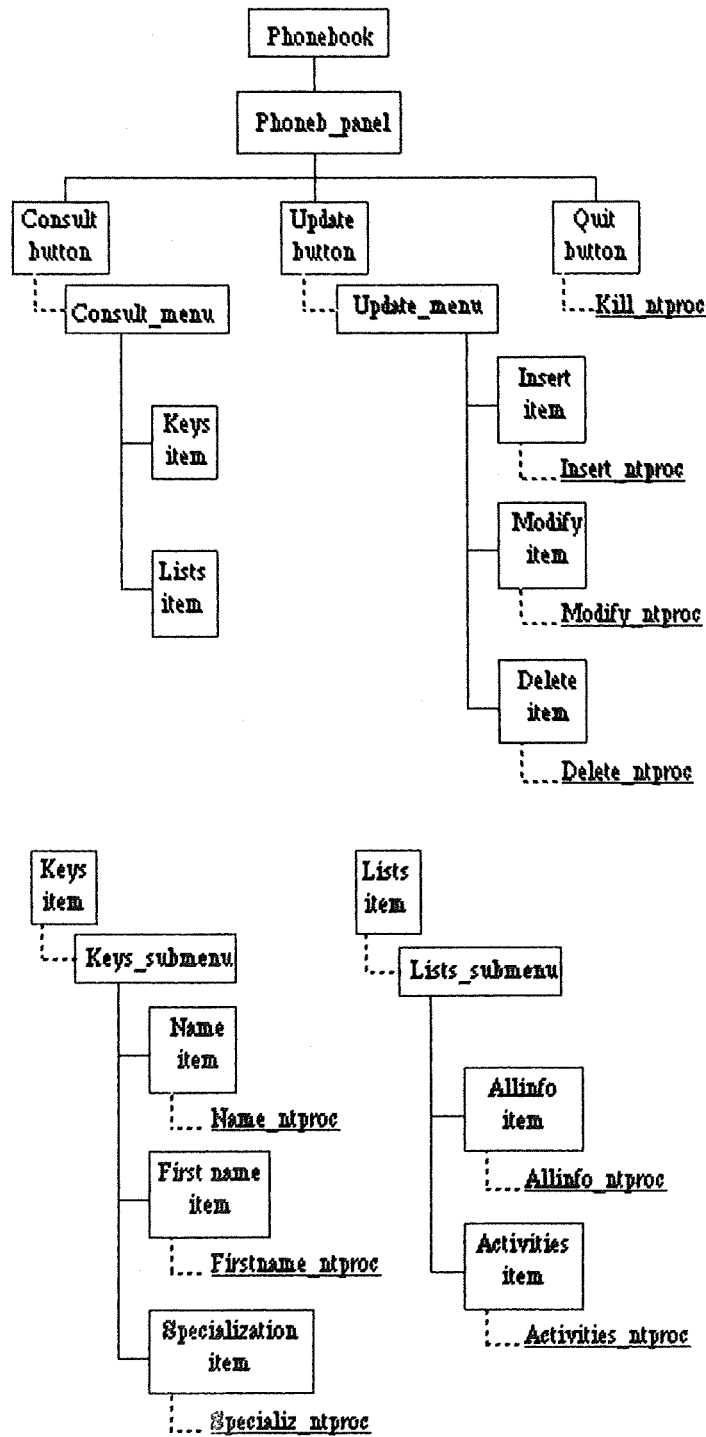 Phonebook
Phoneb_panel
Consult
button
Update
button
Quit
button
Consult_menu
Update_menu
Kill_ntproc
Keys
item
Lists
item
Insert
item
Insert_ntproc
Modify
item
Modify_ntproc
Delete
item
Delete_ntproc
Keys
item
Keys_submenu
Name
item
Name_ntproc
First name
item
Firstname_ntproc
Specialization
item
Specializ_ntproc
Lists
item
Lists_submenu
Allinfo
item
Allinfo_ntproc
Activities
item
Activities_ntproc